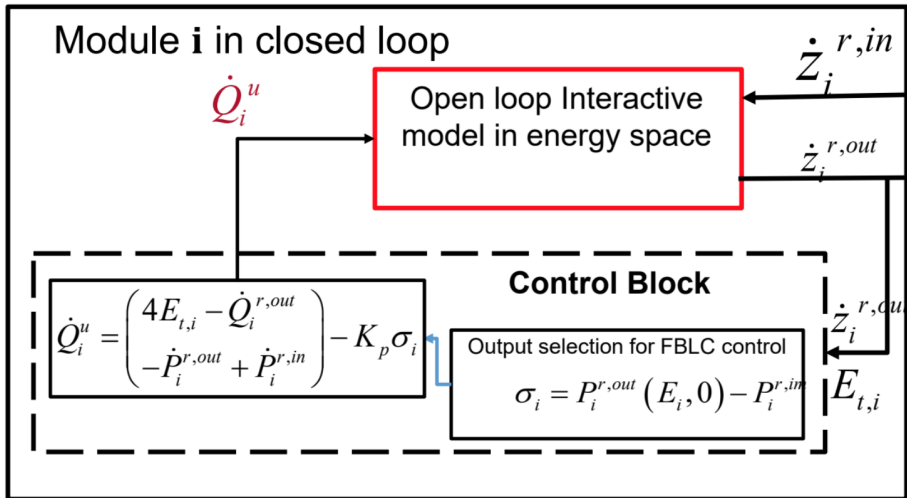 Module i in closed loop
ż_i^{r,in}
Q̇_i^u
Open loop Interactive
model in energy space
ż_i^{r,out}
Control Block
Q̇_i^u = ( 4E_{t,i} − Q̇_i^{r,out}
−Ṗ_i^{r,out} + Ṗ_i^{r,in} ) − K_p σ_i
Output selection for FBLC control
σ_i = P_i^{r,out} (E_i, 0) − P_i^{r,in}
ż_i^{r,ou
E_{t,i}